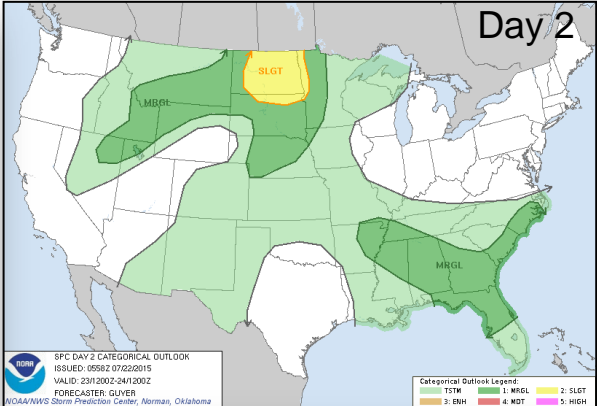 Day 2
SLGT
MRGL
MRGL
NOAA
SPC DAY 2 CATEGORICAL OUTLOOK
ISSUED: 0558Z 07/22/2015
VALID: 23/1200Z-24/1200Z
FORECASTER: GUYER
NOAA/NWS Storm Prediction Center, Norman, Oklahoma
Categorical Outlook Legend:
TSTM 1: MRGL 2: SLGT
3: ENH 4: MDT 5: HIGH